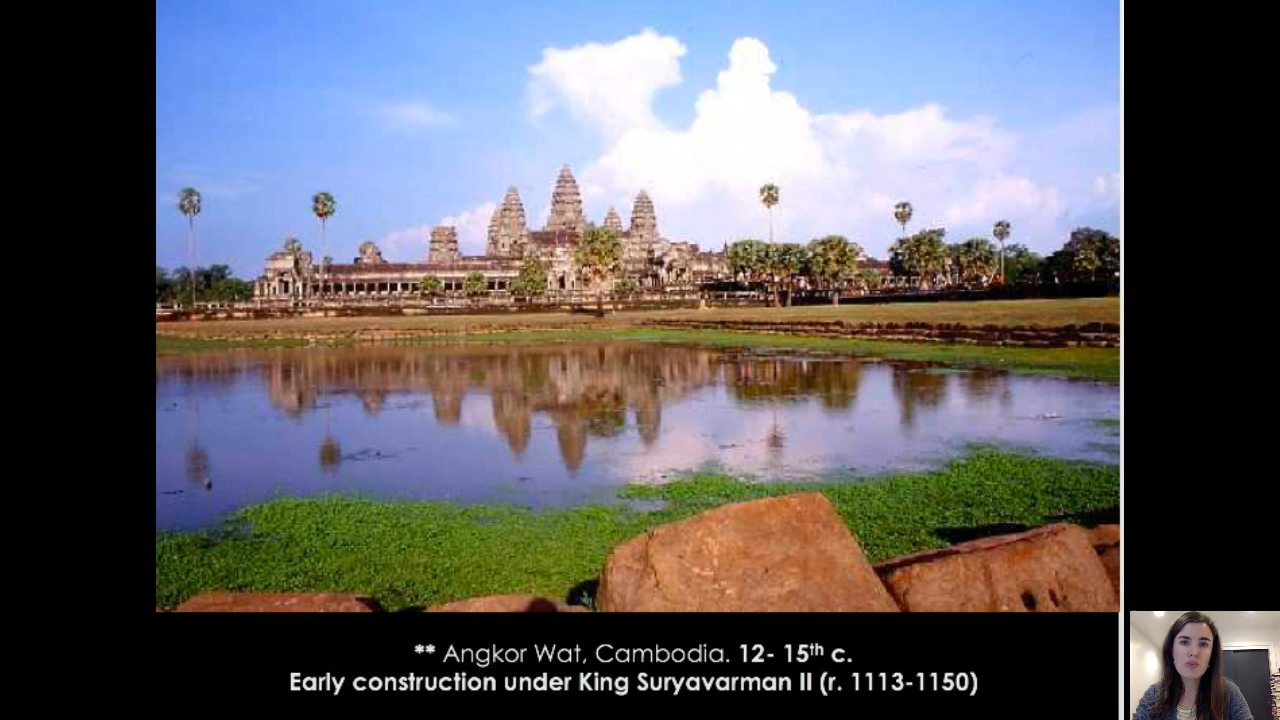 ** Angkor Wat, Cambodia. 12- 15th c.
Early construction under King Suryavarman II (r. 1113-1150)